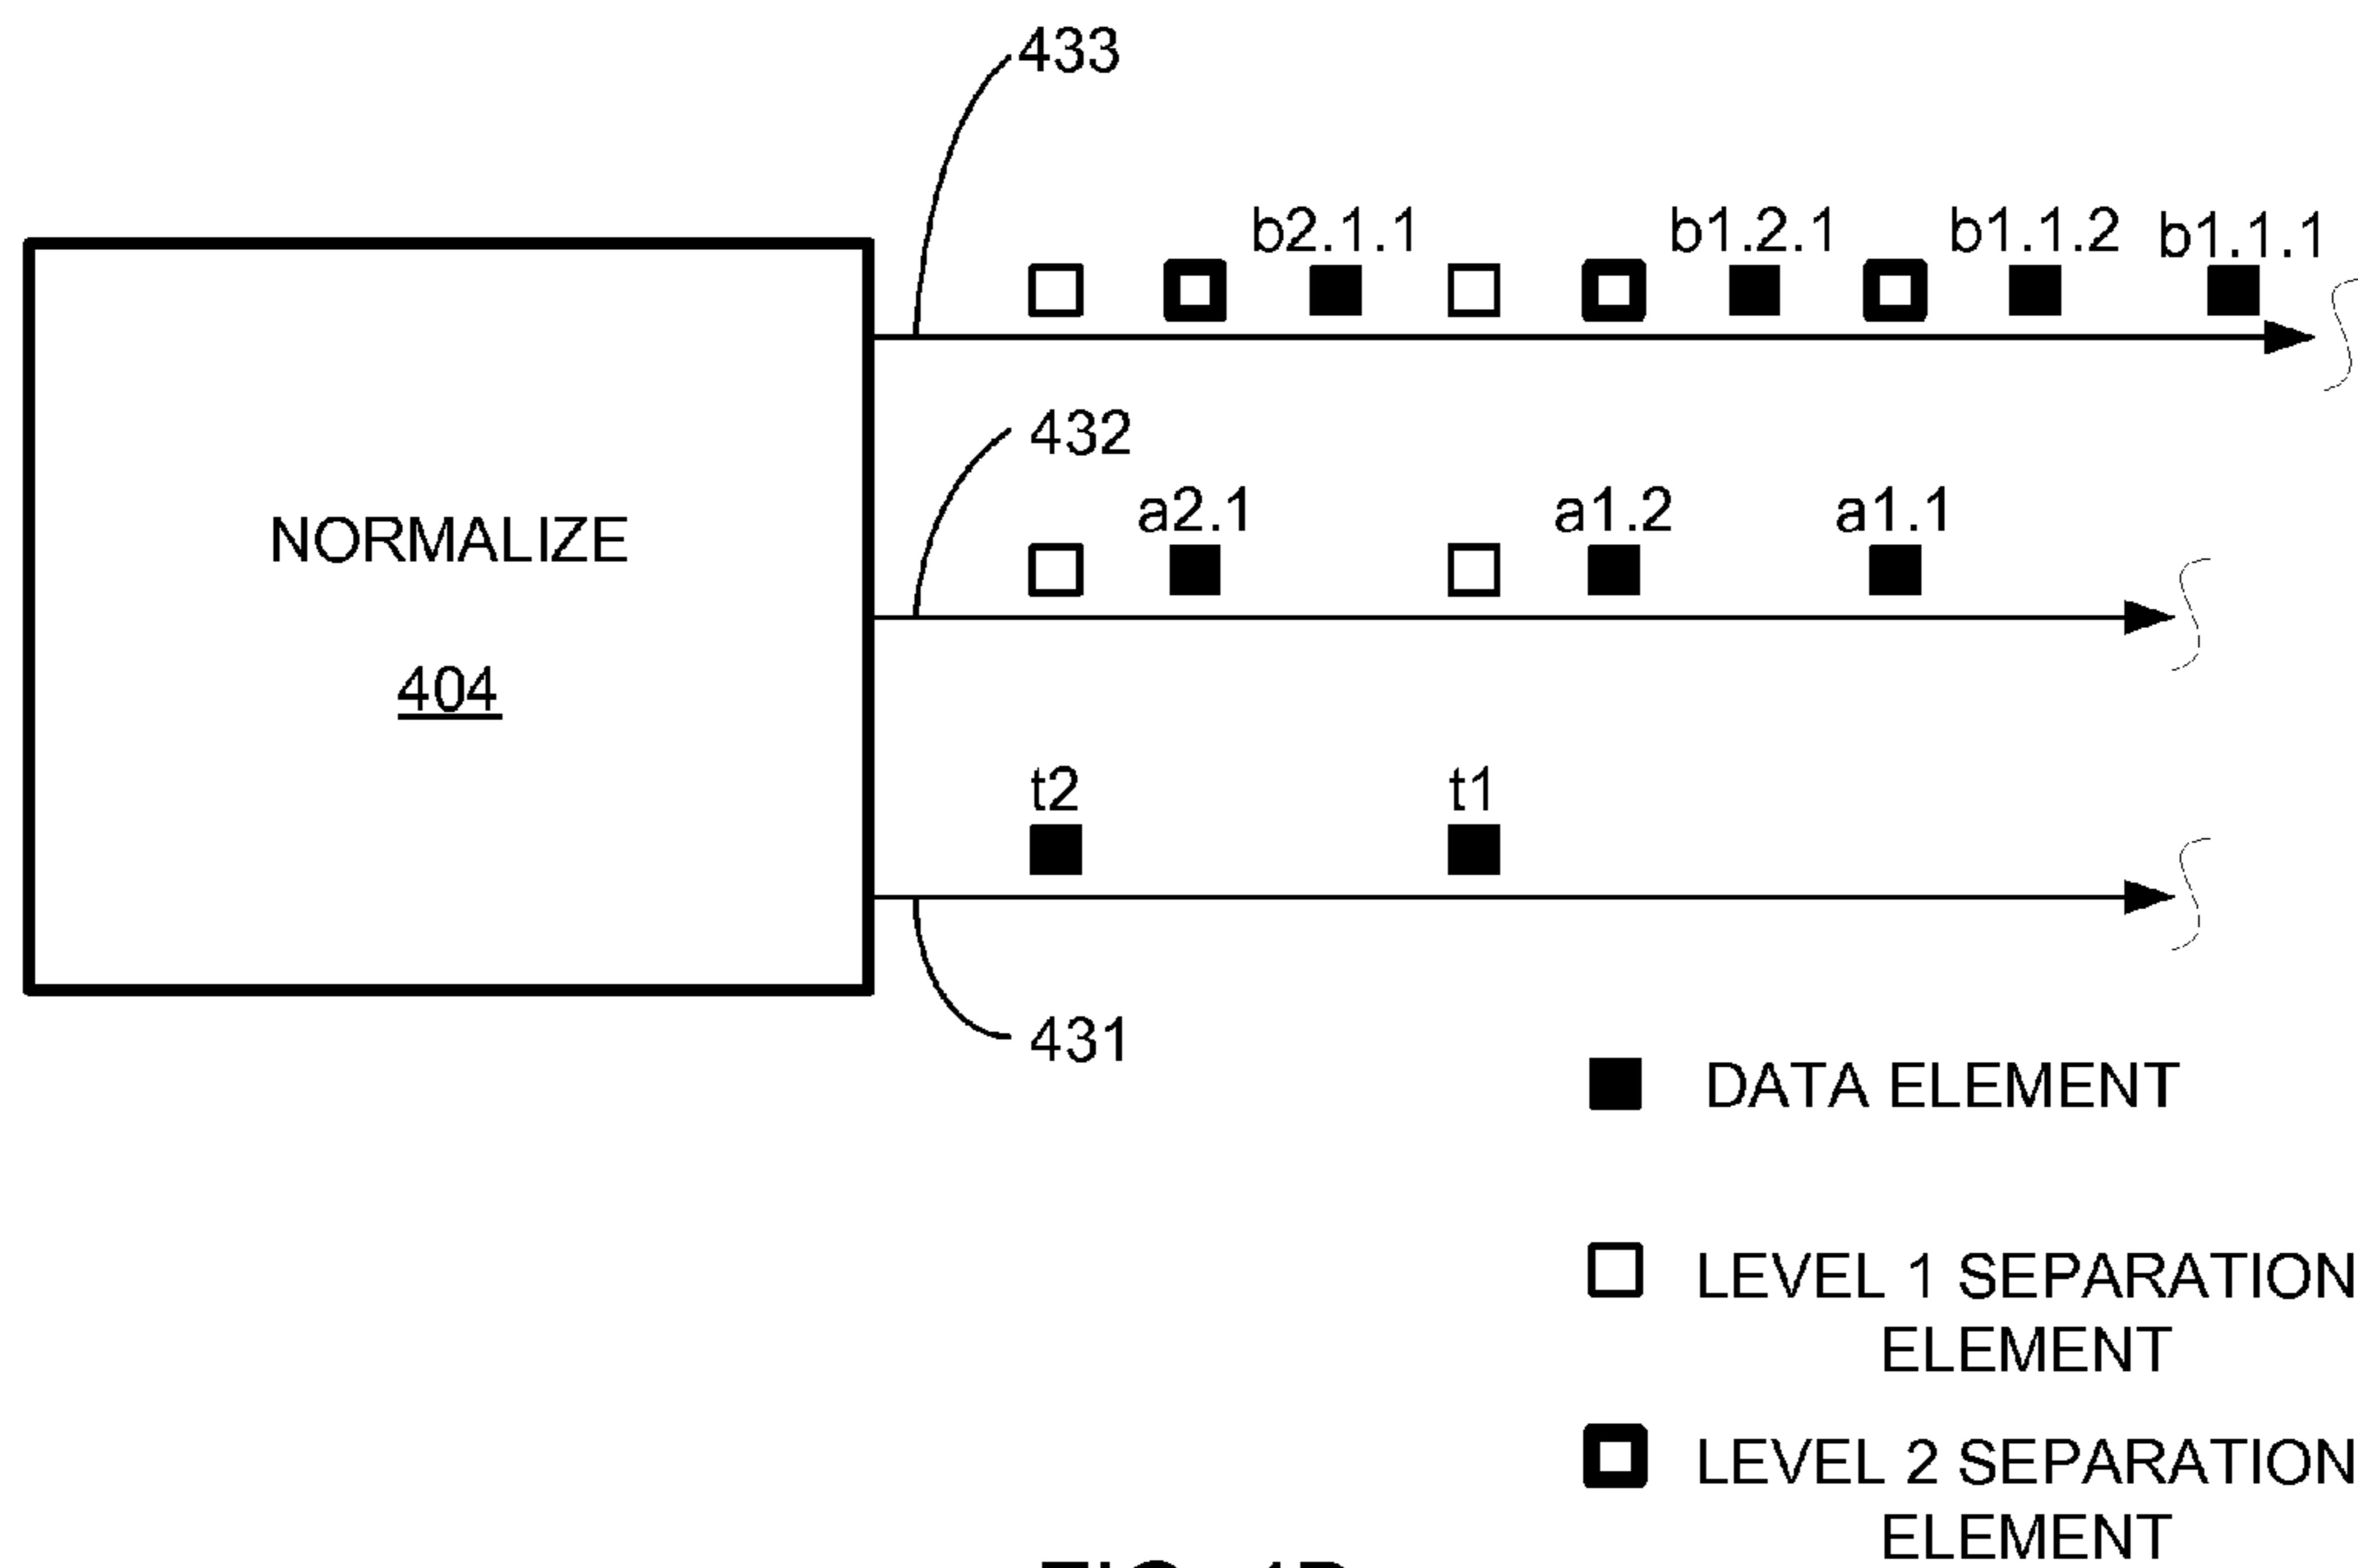 433
b2.1.1 b1.2.1 b1.1.2 b1.1.1
432
a2.1 a1.2 a1.1
NORMALIZE
404
t2 t1
431
DATA ELEMENT
LEVEL 1 SEPARATION
ELEMENT
LEVEL 2 SEPARATION
ELEMENT